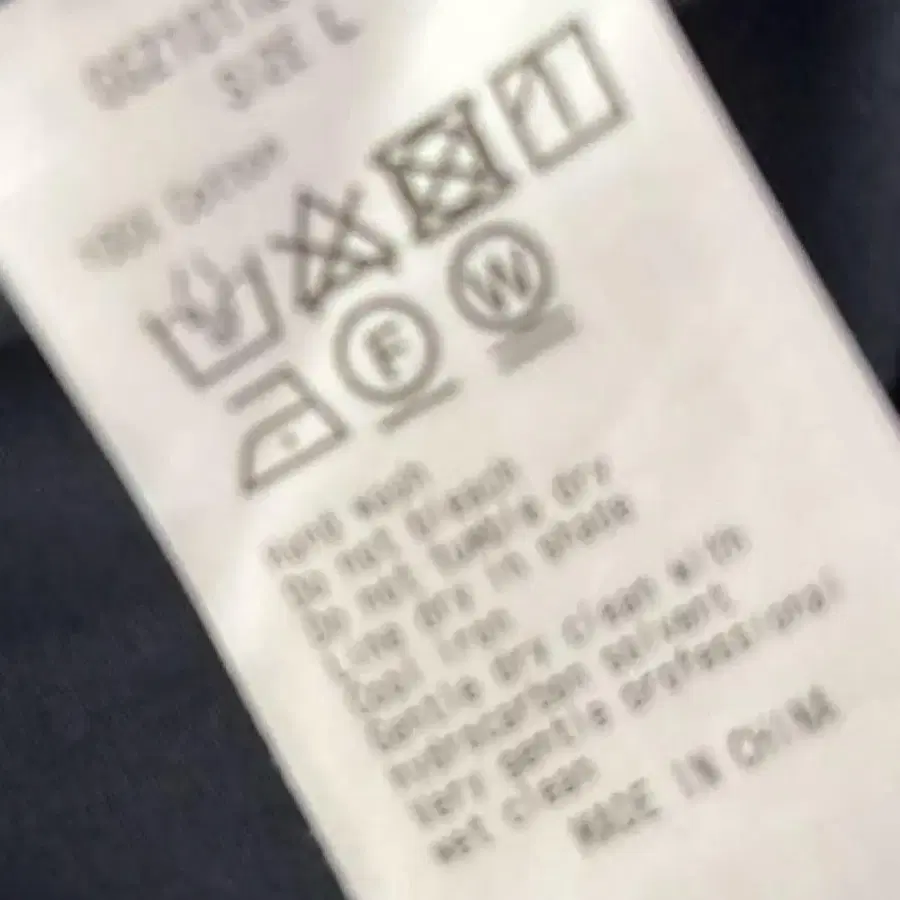 SIZE L
100% Cotton
F
W
Hand wash
Do not bleach
Do not tumble dry
Line dry in shade
Cool iron
Gentle dry clean with
hydrocarbon solvent
Very gentle professional
wet clean
MADE IN CHINA